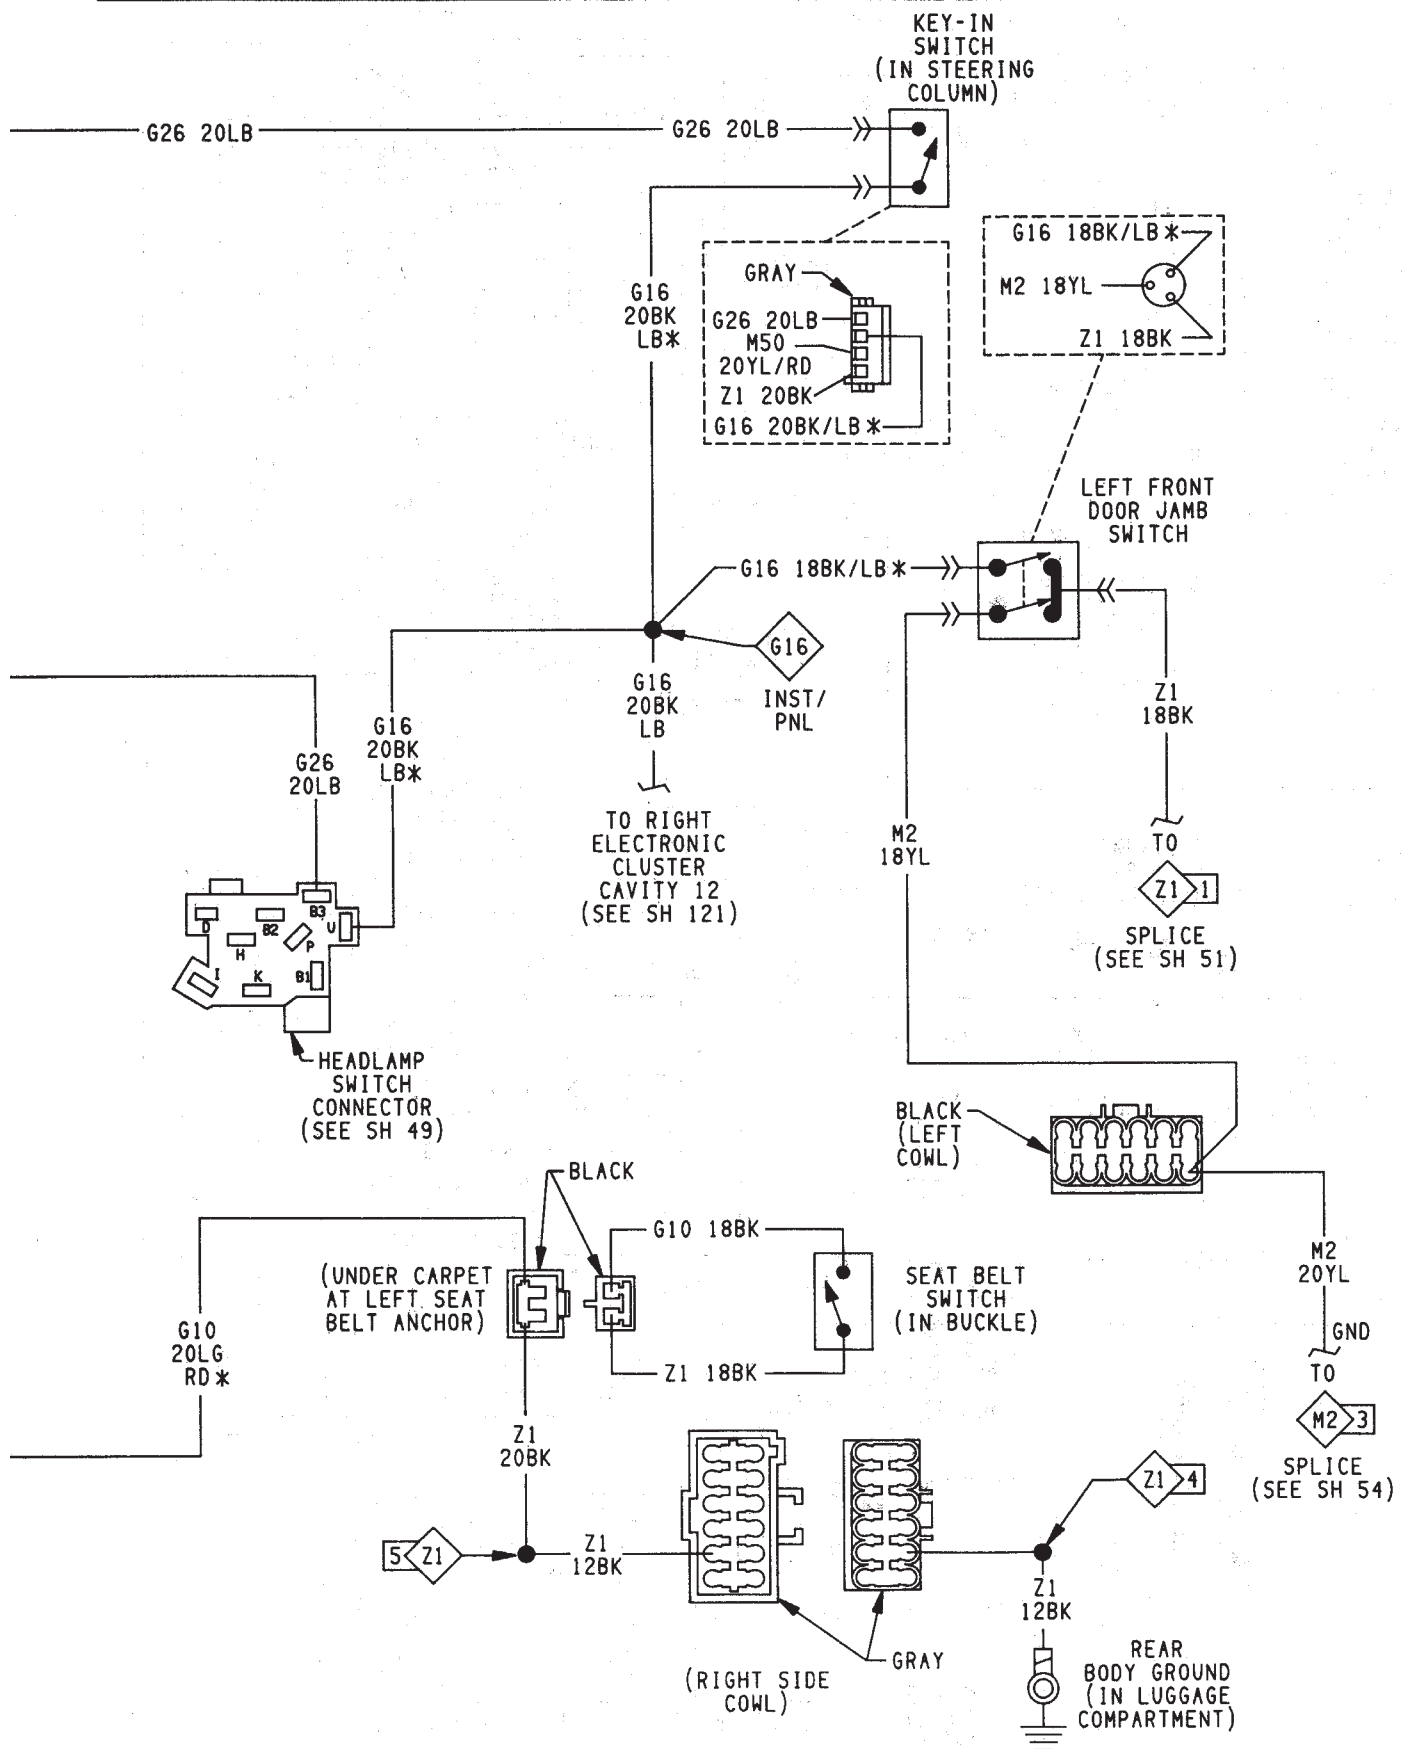 KEY-IN
SWITCH
(IN STEERING
COLUMN)
G26 20LB
G26 20LB
G16 18BK/LB*
M2 18YL
Z1 18BK
GRAY
G26 20LB
M50
20YL/RD
Z1 20BK
G16 20BK/LB*
G16
20BK
LB*
LEFT FRONT
DOOR JAMB
SWITCH
G16 18BK/LB*
G16
INST/
PNL
G16
20BK
LB
TO RIGHT
ELECTRONIC
CLUSTER
CAVITY 12
(SEE SH 121)
G16
20BK
LB*
G26
20LB
Z1
18BK
TO
Z1 1
SPLICE
(SEE SH 51)
M2
18YL
D
B2
B3
U
H
P
I
K
B1
HEADLAMP
SWITCH
CONNECTOR
(SEE SH 49)
BLACK
(LEFT
COWL)
BLACK
G10 18BK
(UNDER CARPET
AT LEFT SEAT
BELT ANCHOR)
SEAT BELT
SWITCH
(IN BUCKLE)
Z1 18BK
M2
20YL
GND
TO
M2 3
SPLICE
(SEE SH 54)
G10
20LG
RD*
Z1
20BK
5 Z1
Z1
12BK
Z1 4
Z1
12BK
GRAY
(RIGHT SIDE
COWL)
REAR
BODY GROUND
(IN LUGGAGE
COMPARTMENT)